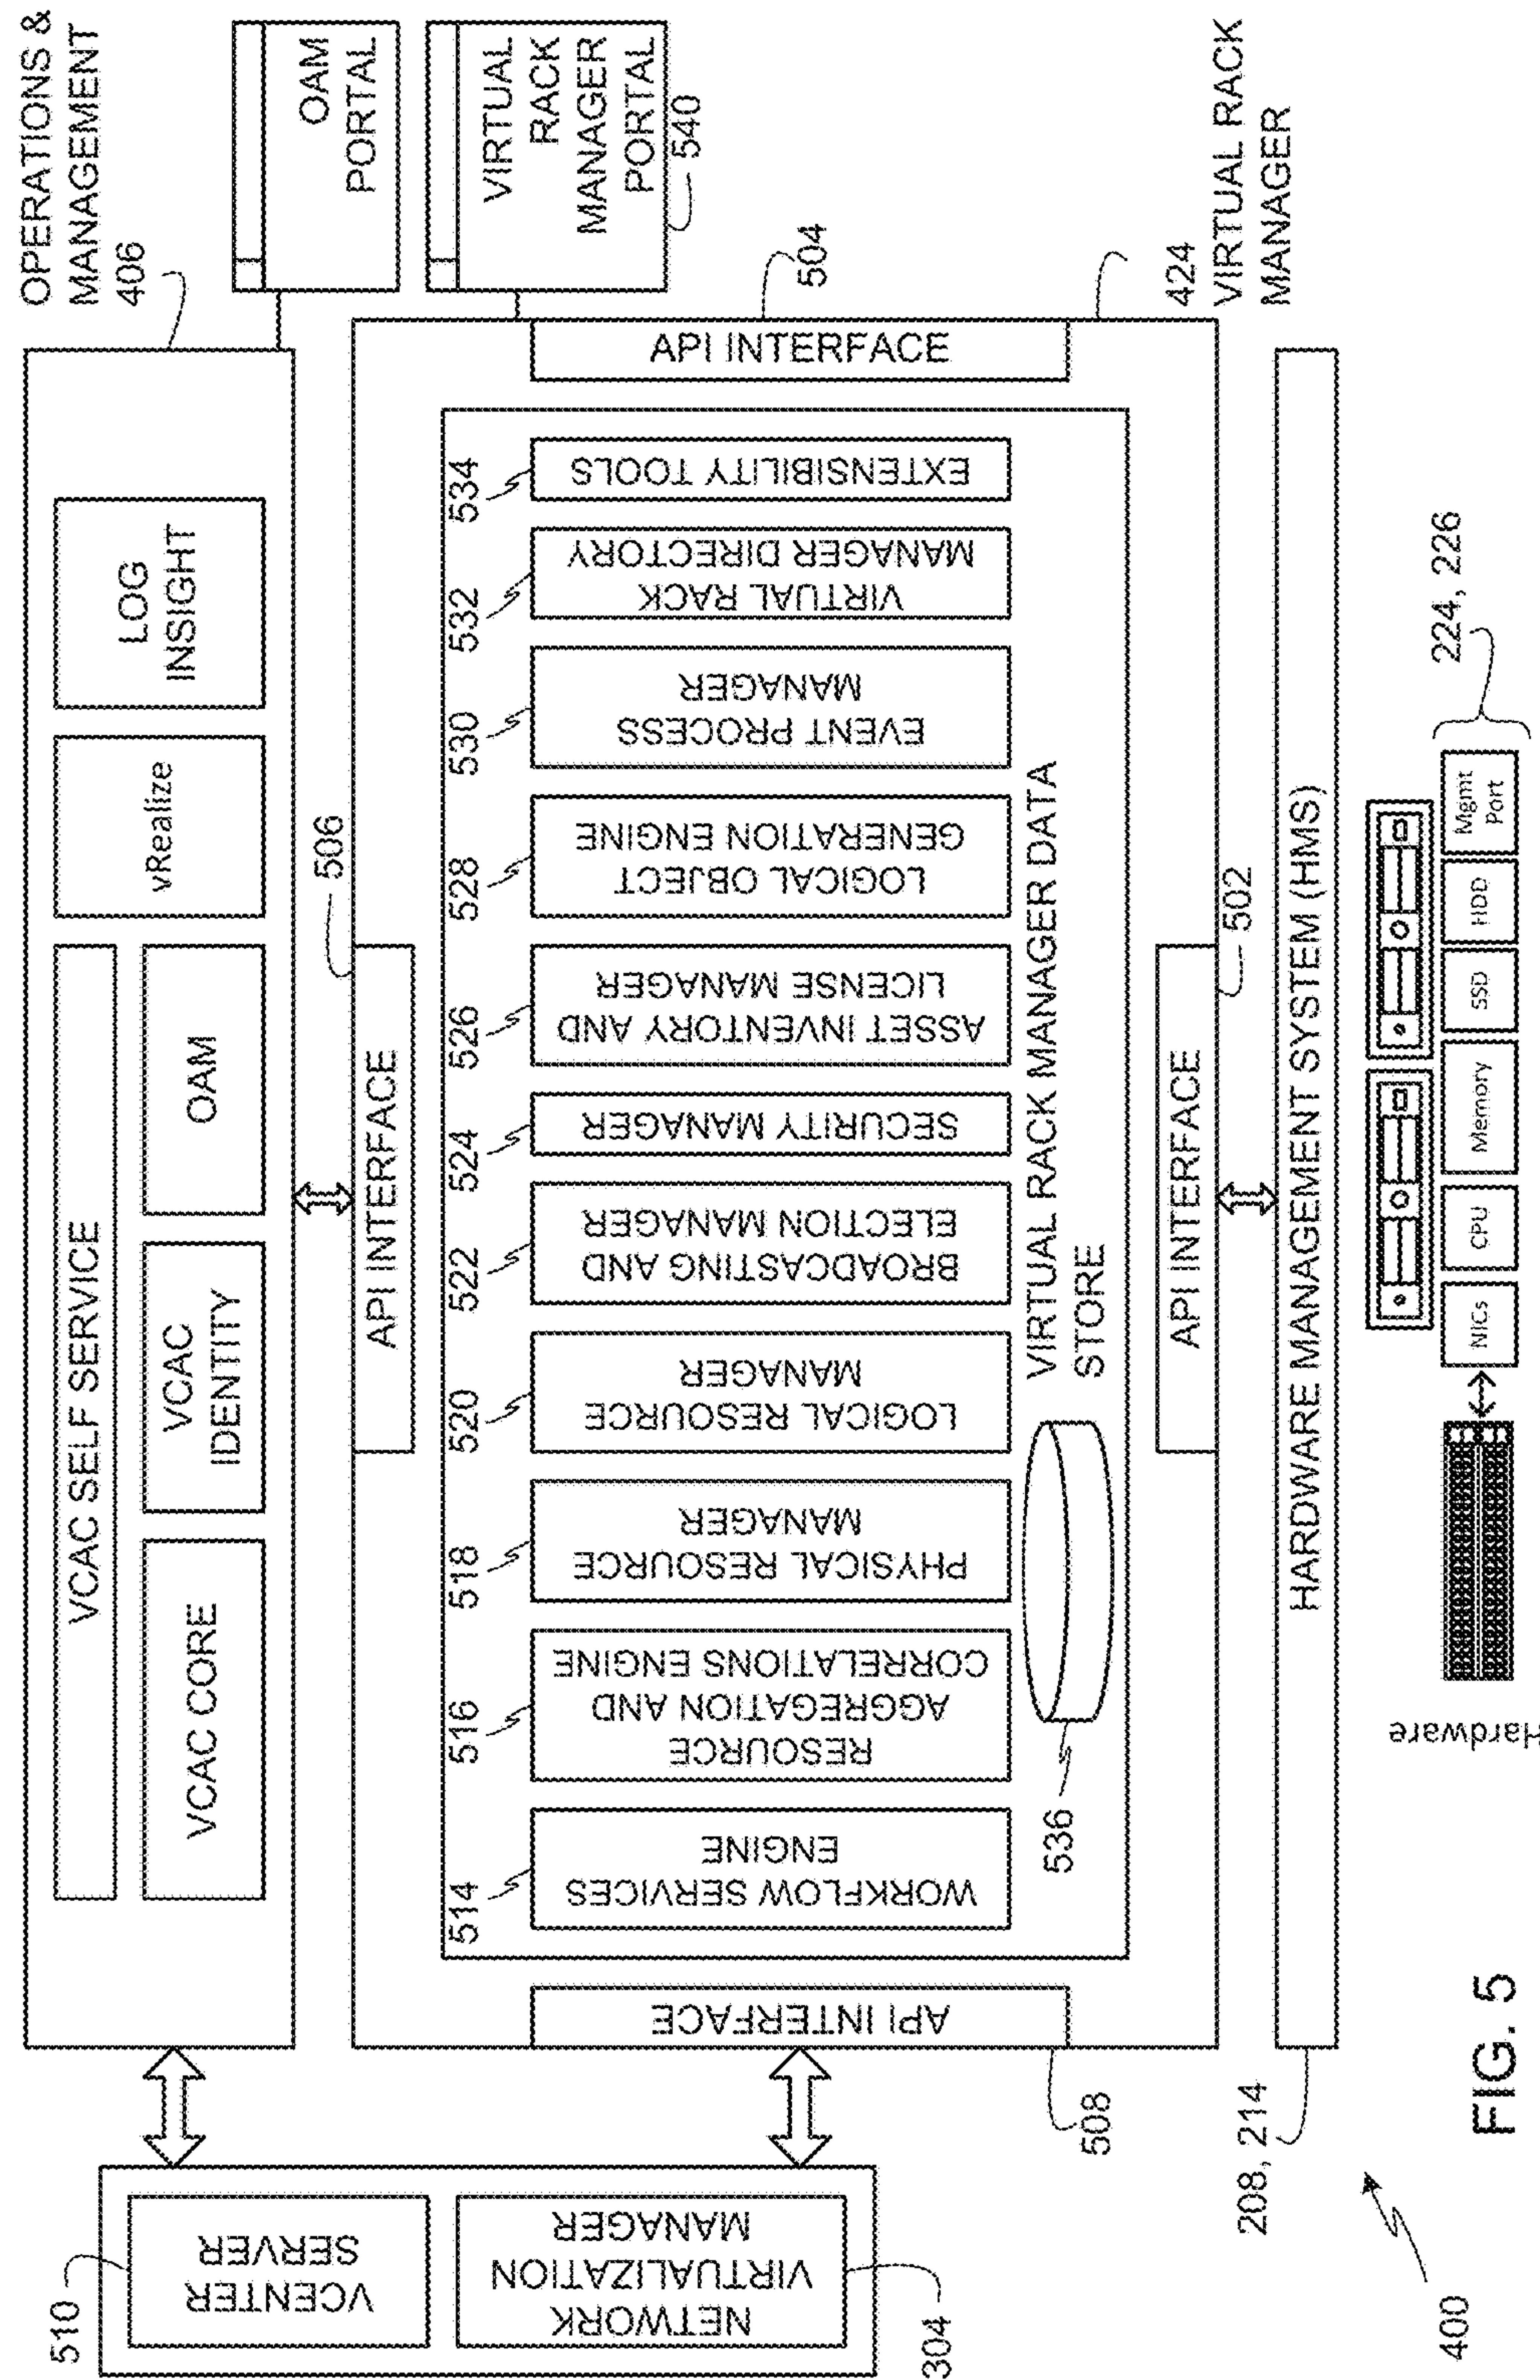 OPERATIONS &
MANAGEMENT
406
VCAC SELF SERVICE
VCAC CORE
VCAC
IDENTITY
OAM
vRealize
LOG
INSIGHT
OAM
PORTAL
VIRTUAL
RACK
MANAGER
PORTAL
540
510
VCENTER
SERVER
NETWORK
VIRTUALIZATION
MANAGER
304
506
API INTERFACE
API INTERFACE
508
API INTERFACE
504
424
VIRTUAL RACK
MANAGER
514
WORKFLOW SERVICES
ENGINE
516
RESOURCE
AGGREGATION AND
CORRELATIONS ENGINE
518
PHYSICAL RESOURCE
MANAGER
520
LOGICAL RESOURCE
MANAGER
522
BROADCASTING AND
ELECTION MANAGER
524
SECURITY MANAGER
526
ASSET INVENTORY AND
LICENSE MANAGER
528
LOGICAL OBJECT
GENERATION ENGINE
530
EVENT PROCESS
MANAGER
532
VIRTUAL RACK
MANAGER DIRECTORY
534
EXTENSIBILITY TOOLS
536
VIRTUAL RACK MANAGER DATA
STORE
API INTERFACE
502
208, 214
HARDWARE MANAGEMENT SYSTEM (HMS)
Hardware
NICs
CPU
Memory
SSD
HDD
Mgmt
Port
224, 226
400
FIG. 5